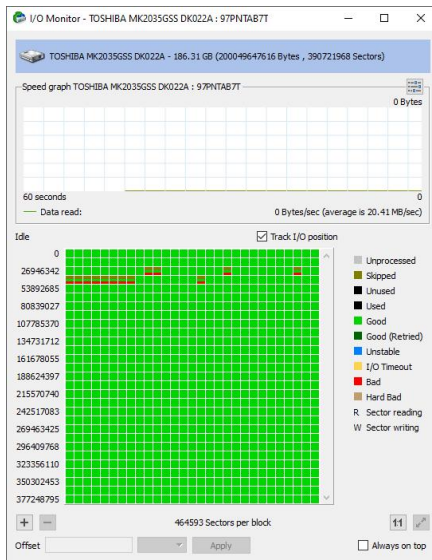 I/O Monitor - TOSHIBA MK2035GSS DK022A : 97PNTAB7T
TOSHIBA MK2035GSS DK022A - 186.31 GB (200049647616 Bytes , 390721968 Sectors)
Speed graph TOSHIBA MK2035GSS DK022A : 97PNTAB7T
0 Bytes
60 seconds 0
Data read: 0 Bytes/sec (average is 20.41 MB/sec)
Idle Track I/O position
0
26946342
53892685
80839027
107785370
134731712
161678055
188624397
215570740
242517083
269463425
296409768
323356110
350302453
377248795
Unprocessed
Skipped
Unused
Used
Good
Good (Retried)
Unstable
I/O Timeout
Bad
Hard Bad
R Sector reading
W Sector writing
+ − 464593 Sectors per block 1:1
Offset Apply Always on top